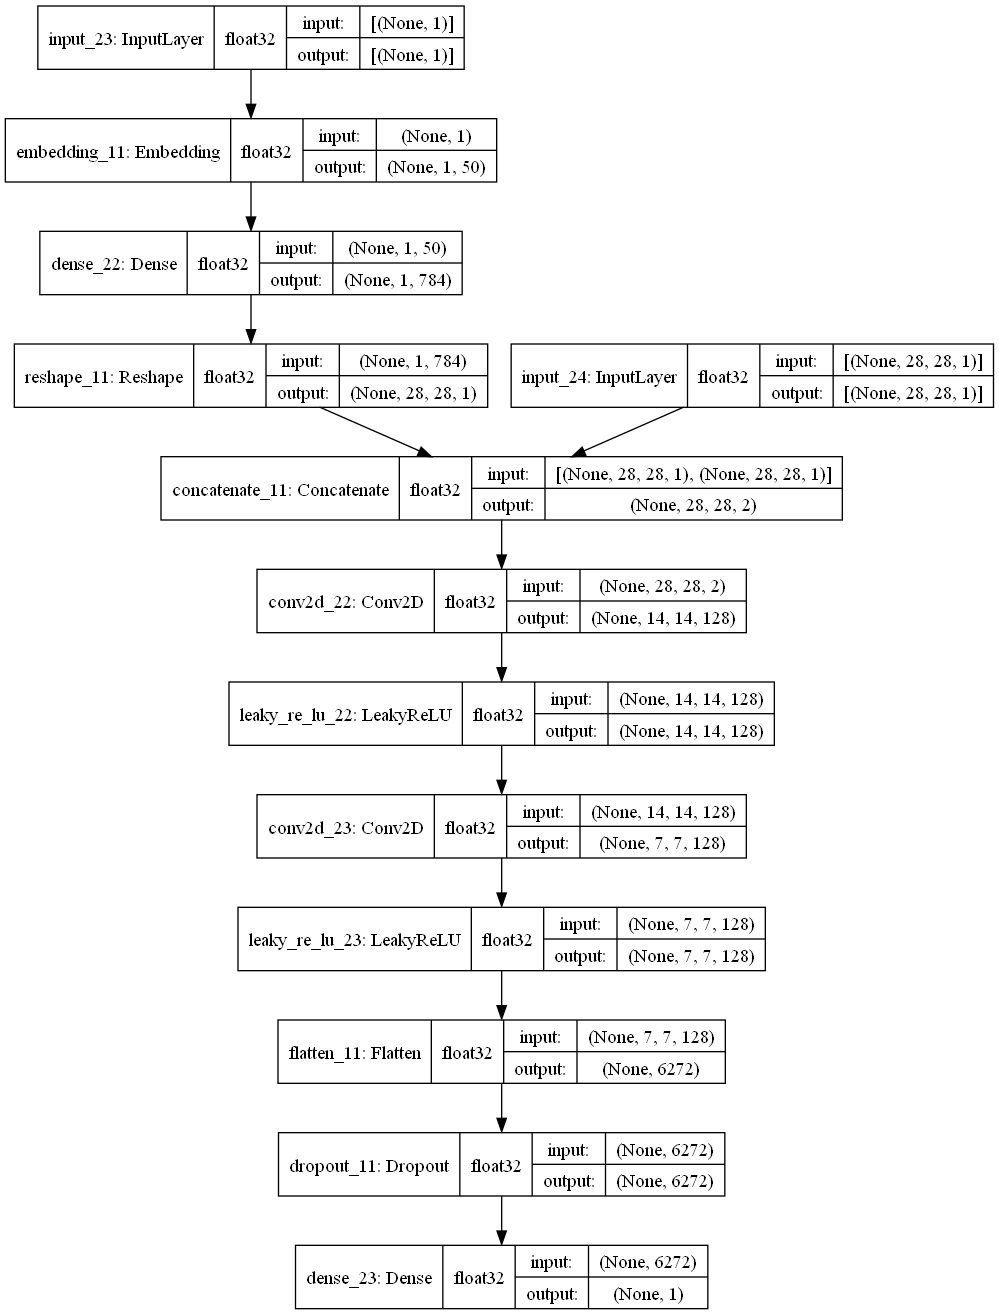 input_23: InputLayer float32 input: [(None, 1)]
output: [(None, 1)]
embedding_11: Embedding float32 input: (None, 1)
output: (None, 1, 50)
dense_22: Dense float32 input: (None, 1, 50)
output: (None, 1, 784)
reshape_11: Reshape float32 input: (None, 1, 784)
output: (None, 28, 28, 1)
input_24: InputLayer float32 input: [(None, 28, 28, 1)]
output: [(None, 28, 28, 1)]
concatenate_11: Concatenate float32 input: [(None, 28, 28, 1), (None, 28, 28, 1)]
output: (None, 28, 28, 2)
conv2d_22: Conv2D float32 input: (None, 28, 28, 2)
output: (None, 14, 14, 128)
leaky_re_lu_22: LeakyReLU float32 input: (None, 14, 14, 128)
output: (None, 14, 14, 128)
conv2d_23: Conv2D float32 input: (None, 14, 14, 128)
output: (None, 7, 7, 128)
leaky_re_lu_23: LeakyReLU float32 input: (None, 7, 7, 128)
output: (None, 7, 7, 128)
flatten_11: Flatten float32 input: (None, 7, 7, 128)
output: (None, 6272)
dropout_11: Dropout float32 input: (None, 6272)
output: (None, 6272)
dense_23: Dense float32 input: (None, 6272)
output: (None, 1)